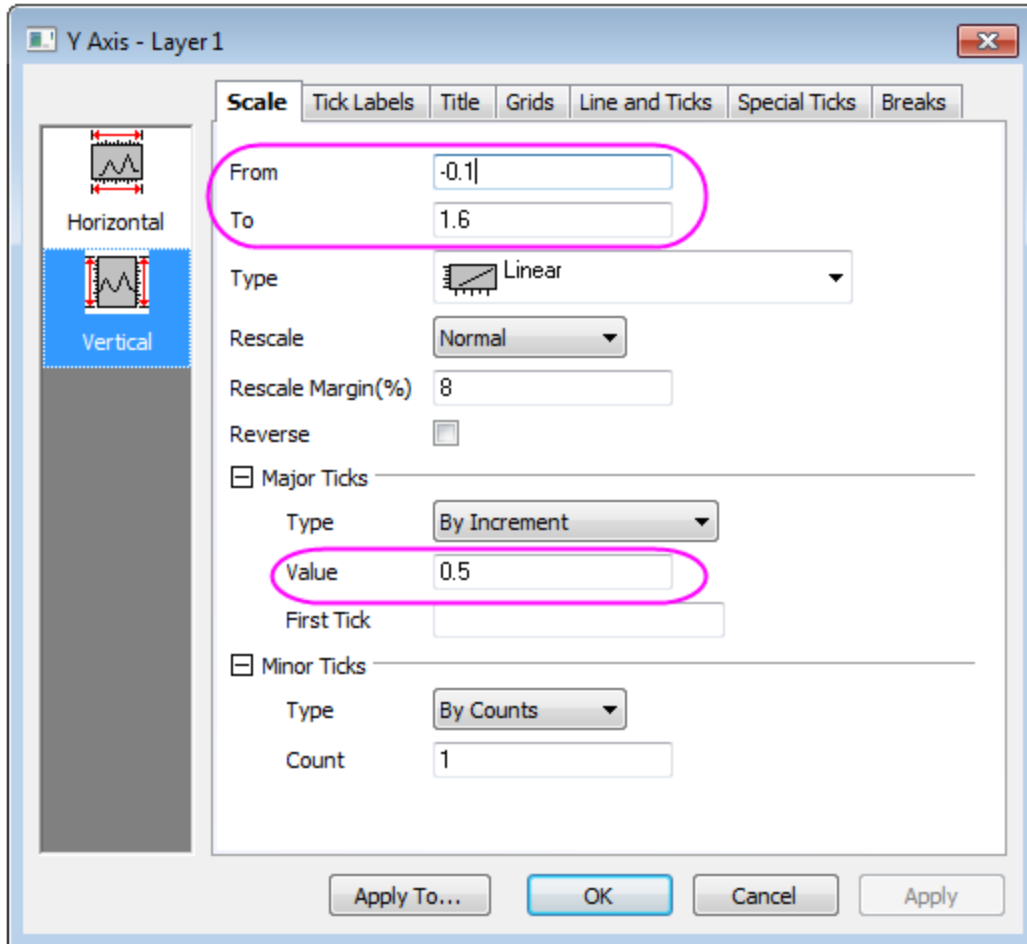 Y Axis - Layer 1
Scale Tick Labels Title Grids Line and Ticks Special Ticks Breaks
Horizontal
Vertical
From -0.1
To 1.6
Type Linear
Rescale Normal
Rescale Margin(%) 8
Reverse
Major Ticks
Type By Increment
Value 0.5
First Tick
Minor Ticks
Type By Counts
Count 1
Apply To... OK Cancel Apply